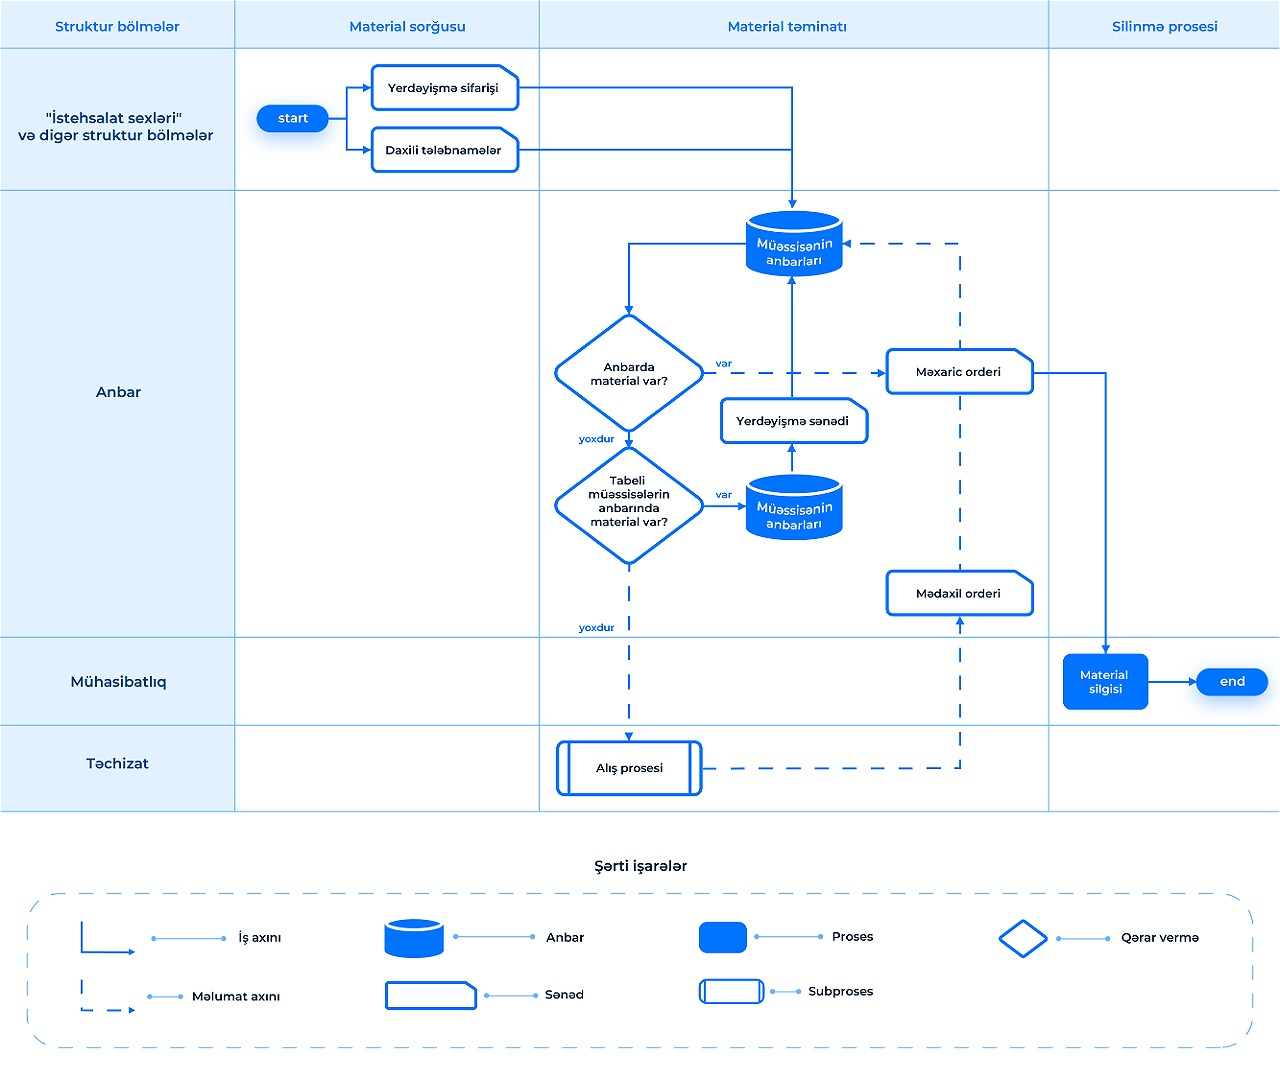 Struktur bölmələr
Material sorğusu
Material təminatı
Silinmə prosesi
"İstehsalat sexləri"
və digər struktur bölmələr
start
Yerdəyişmə sifarişi
Daxili tələbnamələr
Anbar
Müəssisənin
anbarları
Anbarda
material var?
var
Məxaric orderi
Yerdəyişmə sənədi
yoxdur
Tabeli
müəssisələrin
anbarında
material var?
var
Müəssisənin
anbarları
Mədaxil orderi
yoxdur
Mühasibatlıq
Material
silgisi
end
Təchizat
Alış prosesi
Şərti işarələr
İş axını
Anbar
Proses
Qərar vermə
Məlumat axını
Sənəd
Subproses